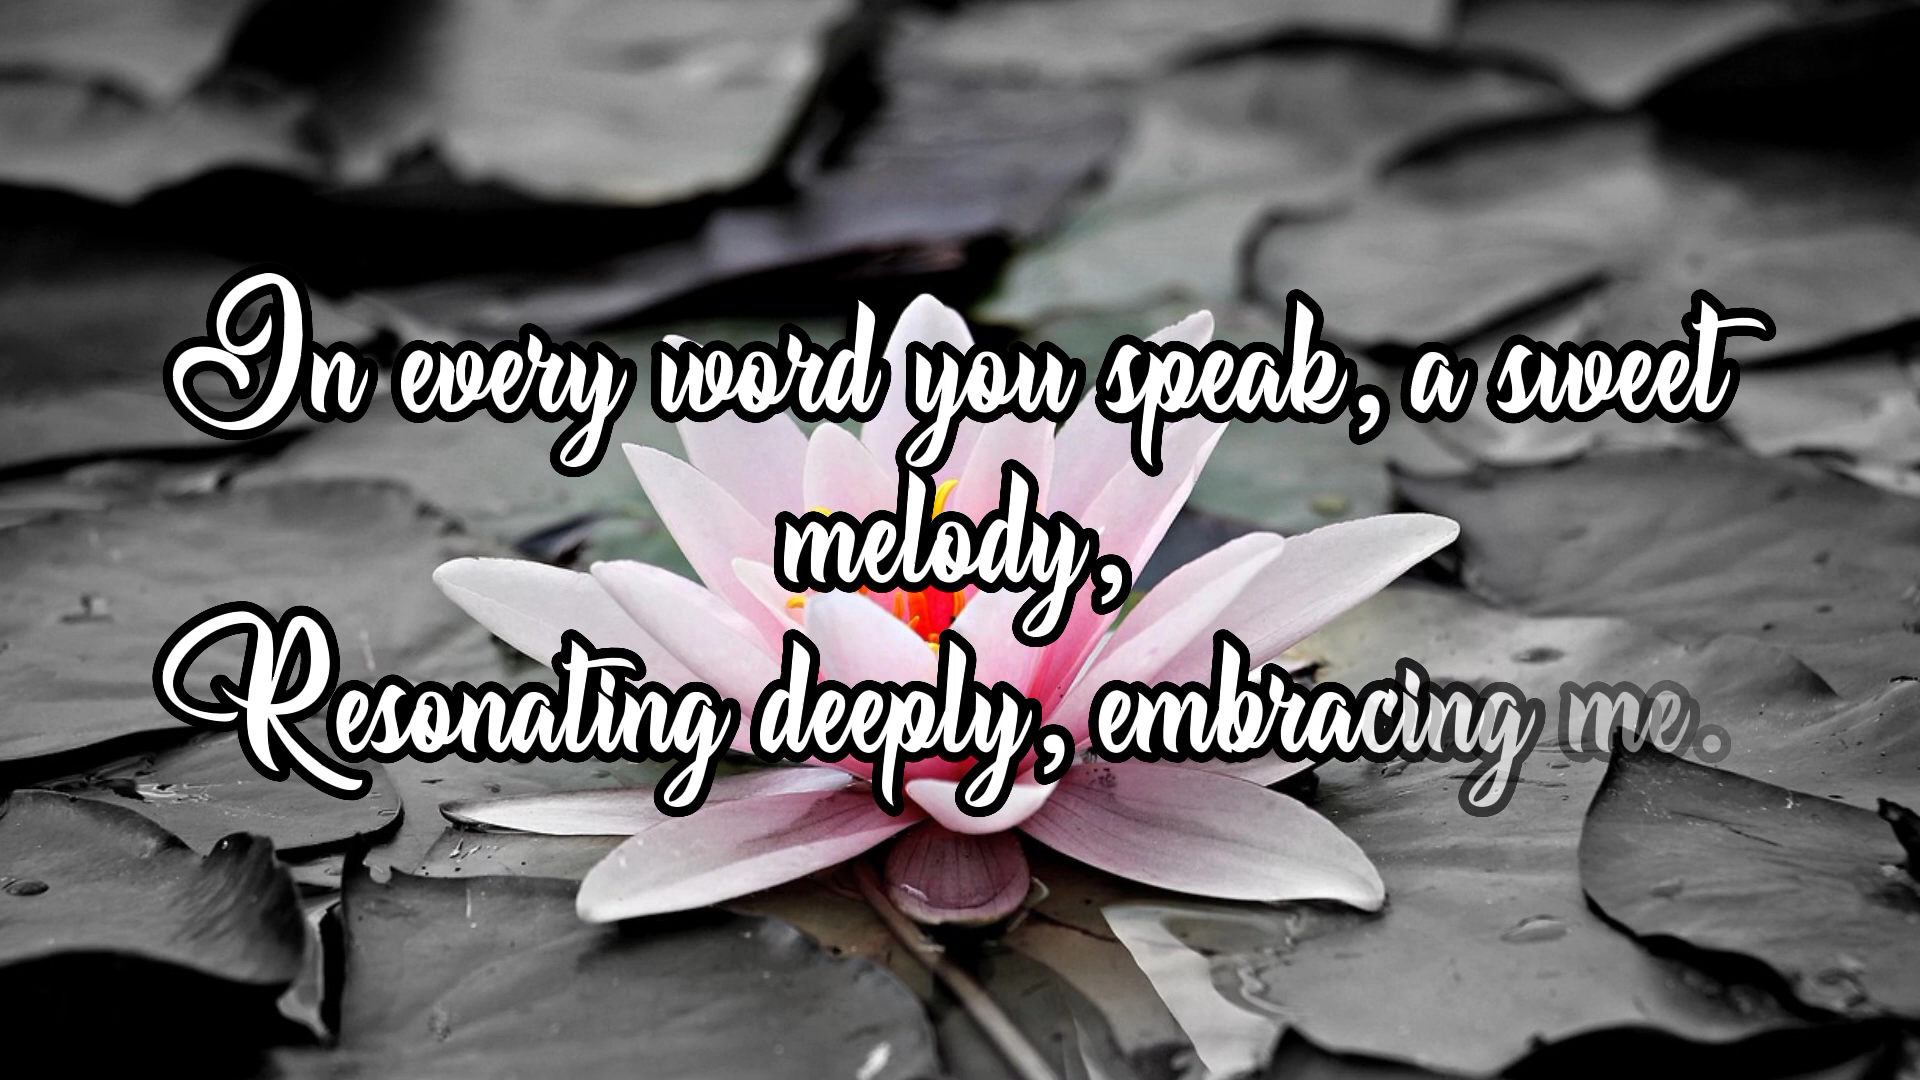 In every word you speak, a sweet
melody,
Resonating deeply, embracing me.